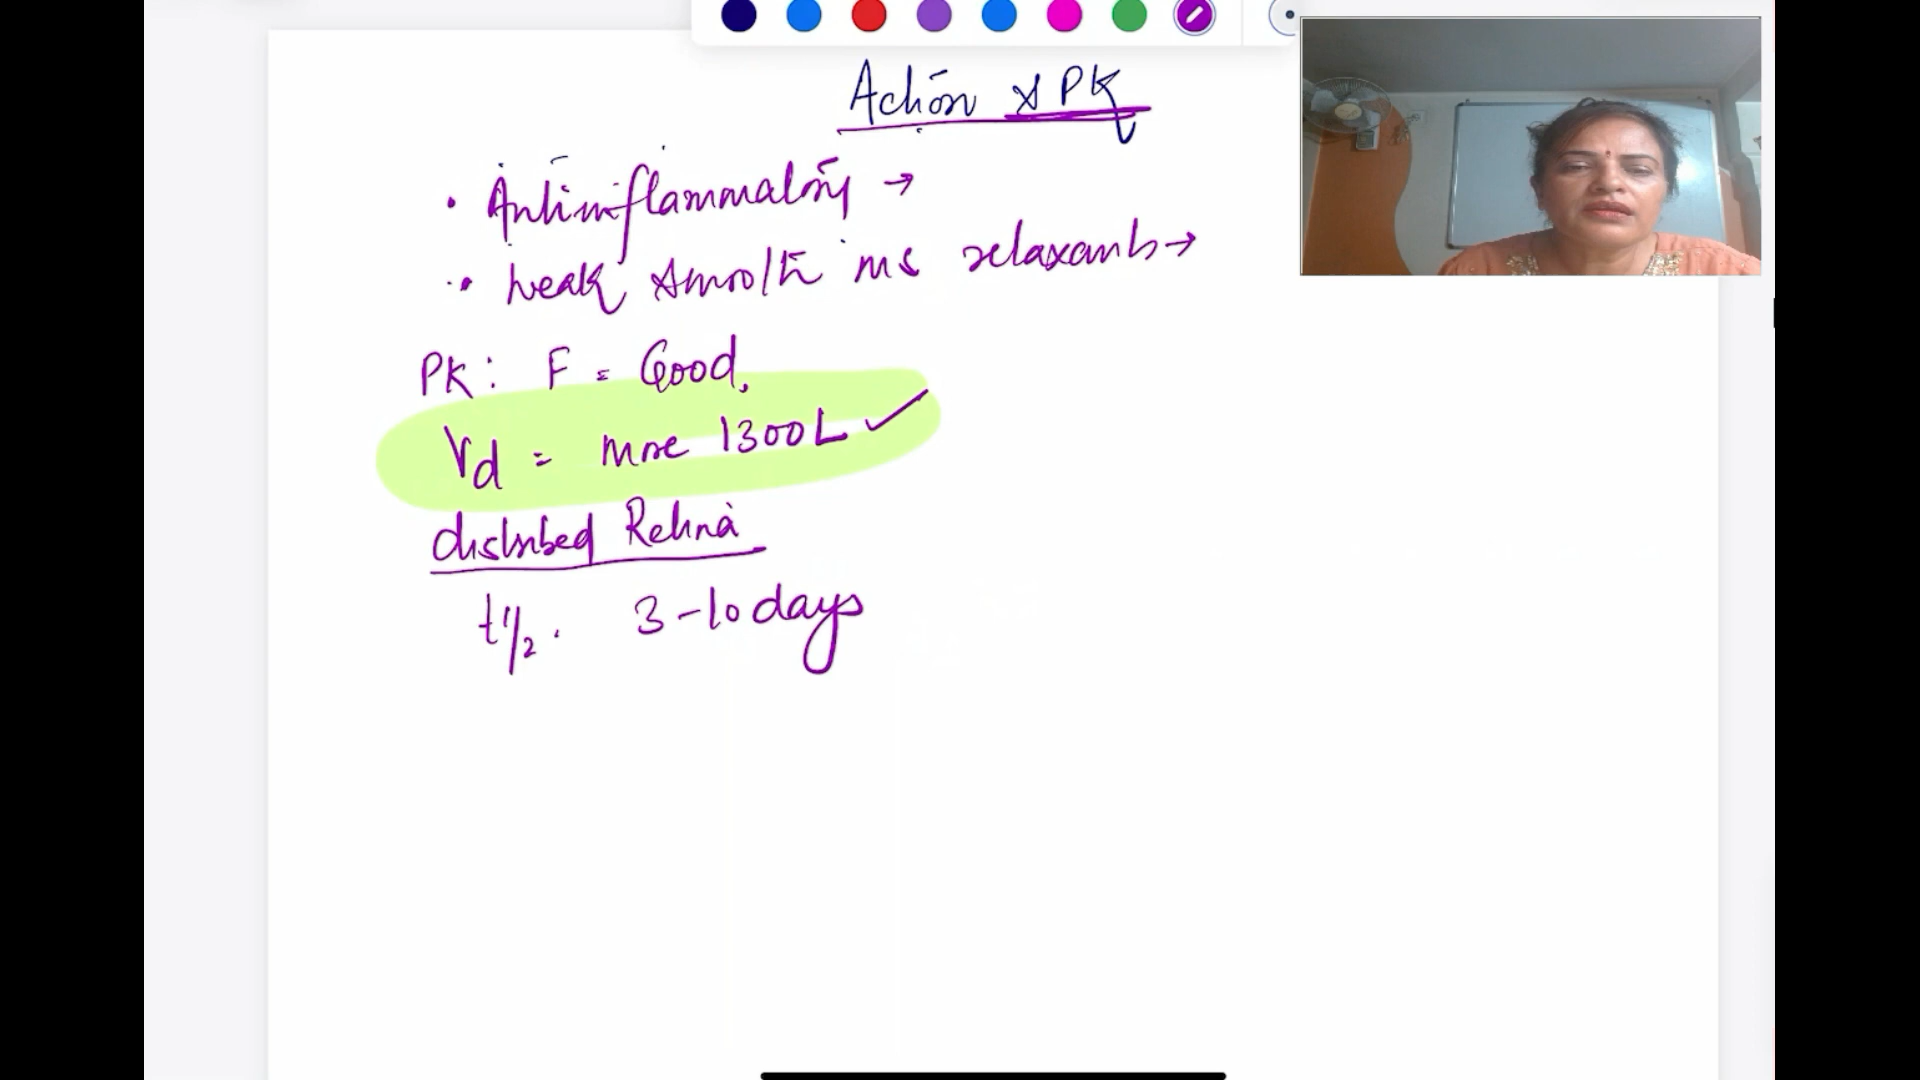 Action & PK
• Antiinflammatory →
• Weak smooth ms relaxants →
PK: F = Good,
Vd = more 1300L ✓
distributed Retina
t1/2. 3-10 days